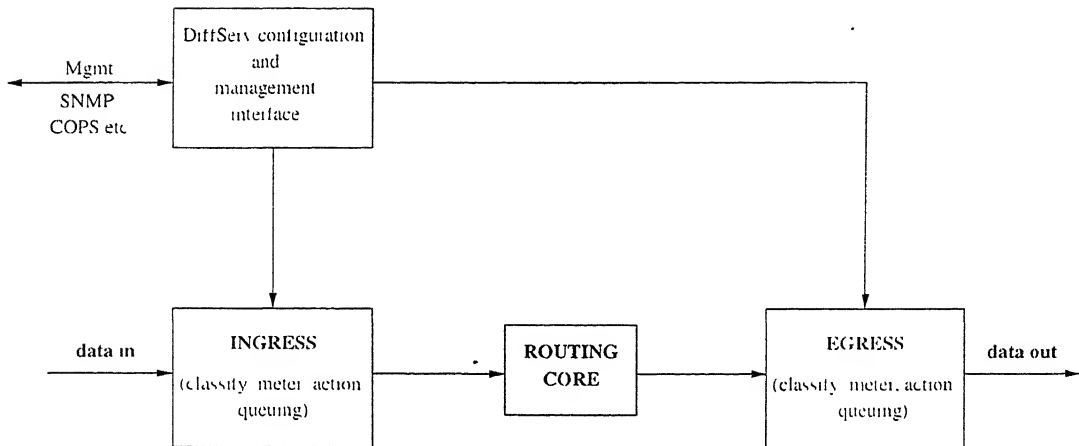 DiffServ configuration
and
management
interface
Mgmt
SNMP
COPS etc
data in
INGRESS
(classify meter action
queuing)
ROUTING
CORE
EGRESS
(classify meter, action
queuing)
data out